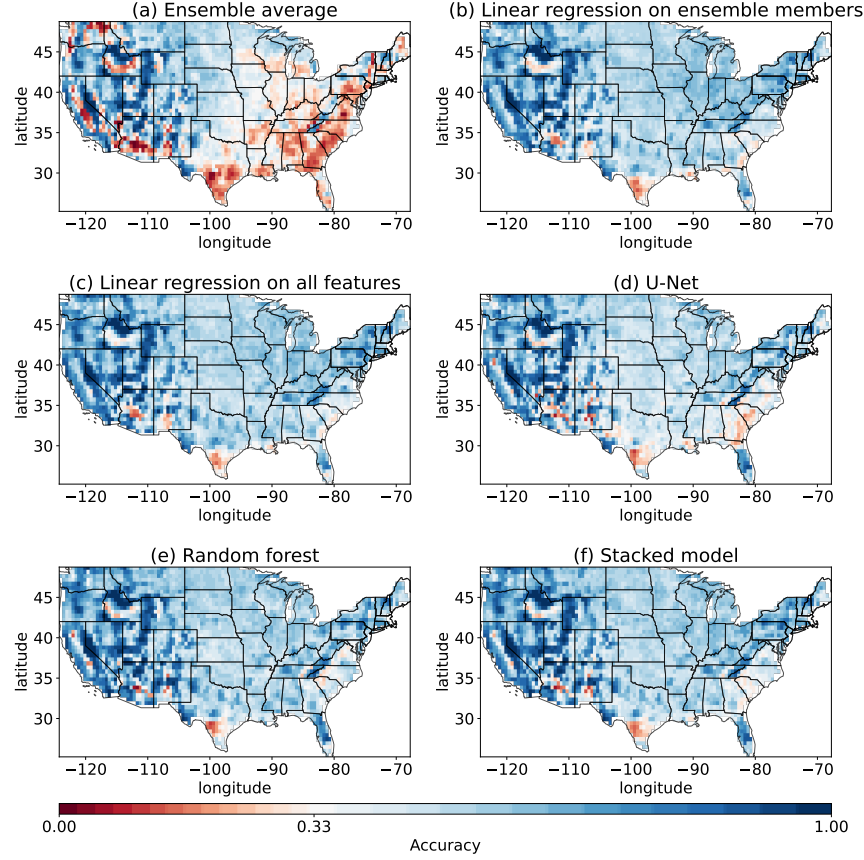 (a) Ensemble average
(b) Linear regression on ensemble members
latitude
45
40
35
30
−120 −110 −100 −90 −80 −70
longitude
latitude
45
40
35
30
−120 −110 −100 −90 −80 −70
longitude
(c) Linear regression on all features
(d) U-Net
latitude
45
40
35
30
−120 −110 −100 −90 −80 −70
longitude
latitude
45
40
35
30
−120 −110 −100 −90 −80 −70
longitude
(e) Random forest
(f) Stacked model
latitude
45
40
35
30
−120 −110 −100 −90 −80 −70
longitude
latitude
45
40
35
30
−120 −110 −100 −90 −80 −70
longitude
0.00 0.33 1.00
Accuracy